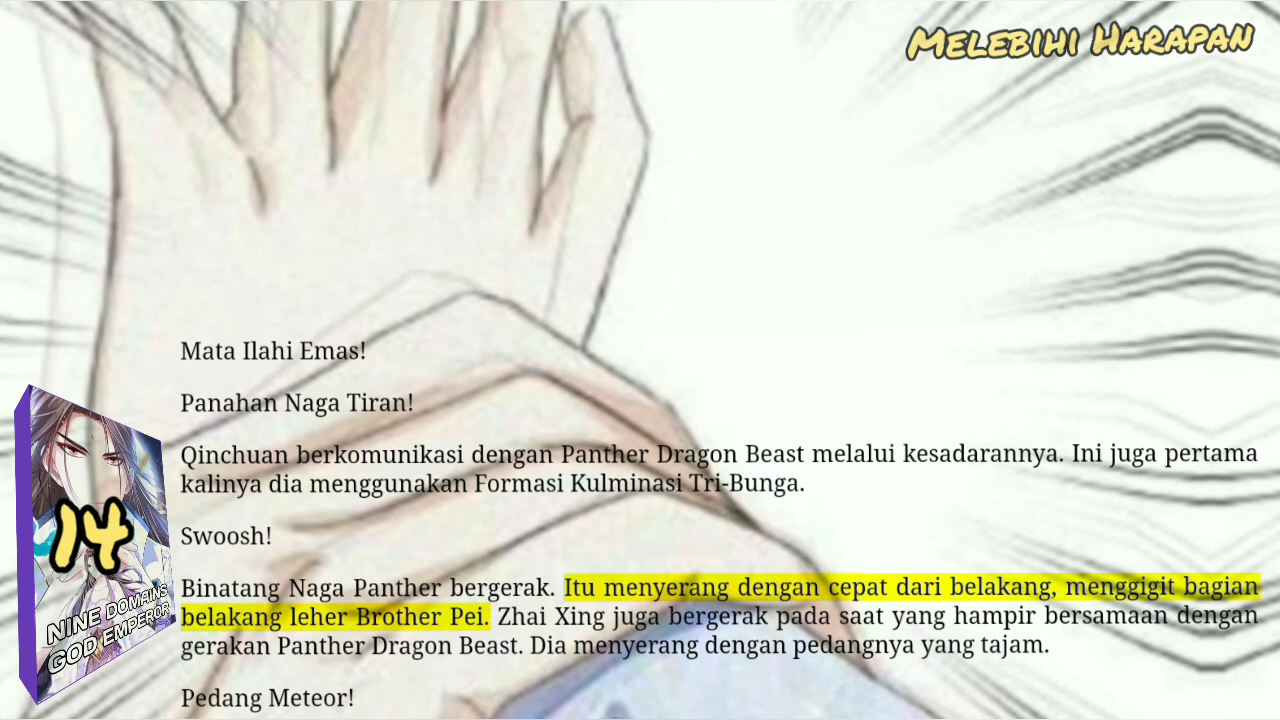 Melebihi Harapan
Mata Ilahi Emas!
Panahan Naga Tiran!
Qinchuan berkomunikasi dengan Panther Dragon Beast melalui kesadarannya. Ini juga pertama
kalinya dia menggunakan Formasi Kulminasi Tri-Bunga.
Swoosh!
Binatang Naga Panther bergerak. Itu menyerang dengan cepat dari belakang, menggigit bagian
belakang leher Brother Pei. Zhai Xing juga bergerak pada saat yang hampir bersamaan dengan
gerakan Panther Dragon Beast. Dia menyerang dengan pedangnya yang tajam.
Pedang Meteor!
14
NINE DOMAINS
GOD EMPEROR